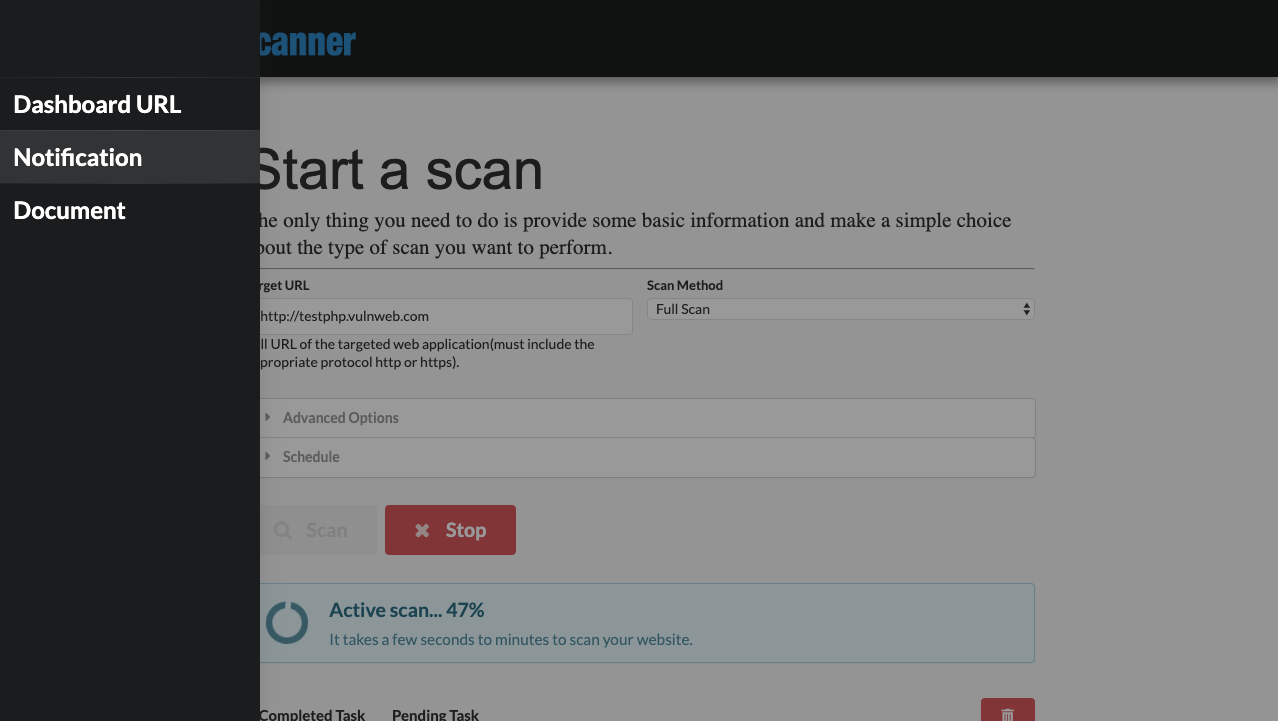 canner
Dashboard URL
Notification
Document
Start a scan
he only thing you need to do is provide some basic information and make a simple choice
bout the type of scan you want to perform.
rget URL
Scan Method
http://testphp.vulnweb.com
Full Scan
ll URL of the targeted web application(must include the
propriate protocol http or https).
Advanced Options
Schedule
Scan
Stop
Active scan... 47%
It takes a few seconds to minutes to scan your website.
Completed Task
Pending Task